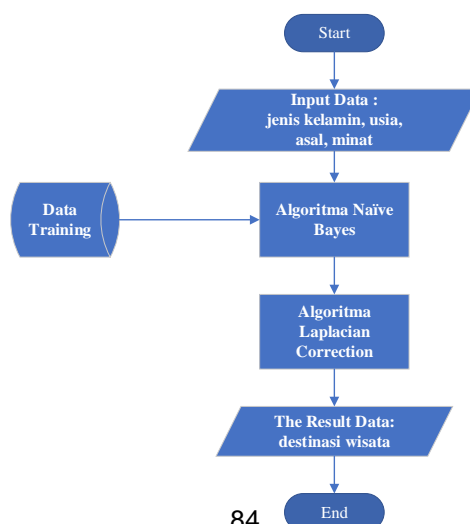 Start
Input Data :
jenis kelamin, usia,
asal, minat
Data
Training
Algoritma Naïve
Bayes
Algoritma
Laplacian
Correction
The Result Data:
destinasi wisata
End
84